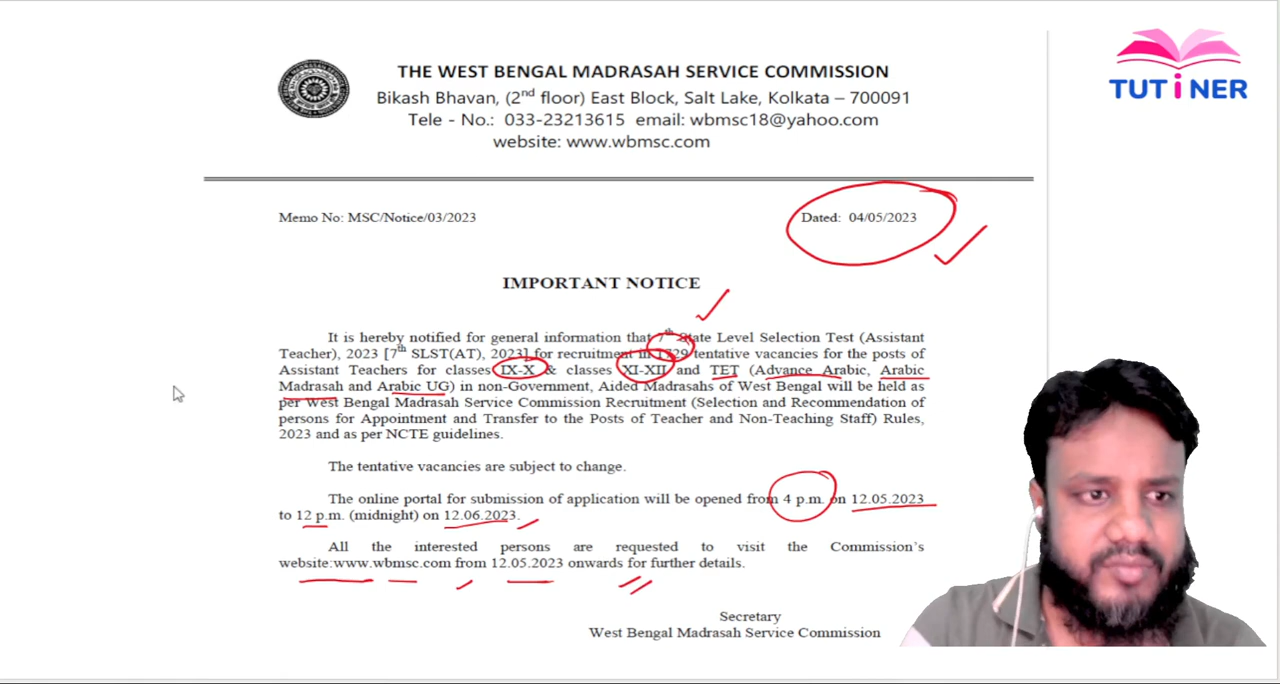 TUTiNER
THE WEST BENGAL MADRASAH SERVICE COMMISSION
Bikash Bhavan, (2nd floor) East Block, Salt Lake, Kolkata – 700091
Tele - No.: 033-23213615 email: wbmsc18@yahoo.com
website: www.wbmsc.com
Memo No: MSC/Notice/03/2023 Dated: 04/05/2023
IMPORTANT NOTICE
It is hereby notified for general information that 7th State Level Selection Test (Assistant
Teacher), 2023 [7th SLST(AT), 2023] for recruitment in 1729 tentative vacancies for the posts of
Assistant Teachers for classes IX-X & classes XI-XII and TET (Advance Arabic, Arabic
Madrasah and Arabic UG) in non-Government, Aided Madrasahs of West Bengal will be held as
per West Bengal Madrasah Service Commission Recruitment (Selection and Recommendation of
persons for Appointment and Transfer to the Posts of Teacher and Non-Teaching Staff) Rules,
2023 and as per NCTE guidelines.
The tentative vacancies are subject to change.
The online portal for submission of application will be opened from 4 p.m. on 12.05.2023
to 12 p.m. (midnight) on 12.06.2023.
All the interested persons are requested to visit the Commission's
website:www.wbmsc.com from 12.05.2023 onwards for further details.
Secretary
West Bengal Madrasah Service Commission